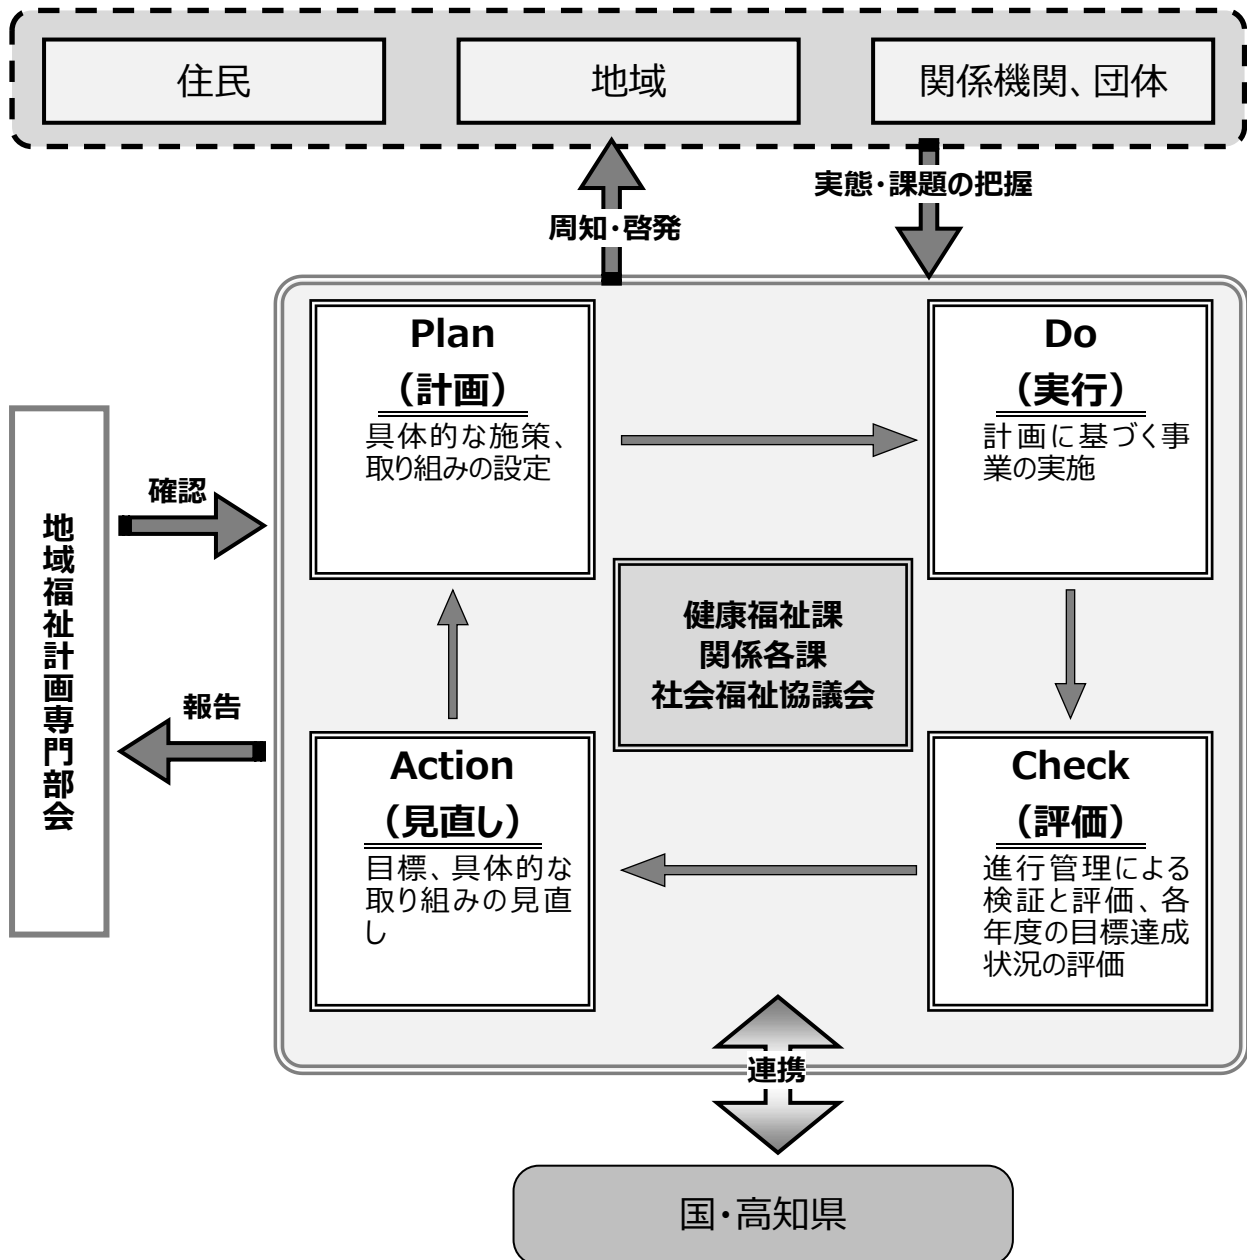 住民
地域
関係機関、団体
実態・課題の把握
周知・啓発
Plan
（計画）
具体的な施策、
取り組みの設定
Do
（実行）
計画に基づく事
業の実施
確認
地域福祉計画専門部会
報告
健康福祉課
関係各課
社会福祉協議会
Action
（見直し）
目標、具体的な
取り組みの見直
し
Check
（評価）
進行管理による
検証と評価、各
年度の目標達成
状況の評価
連携
国・高知県